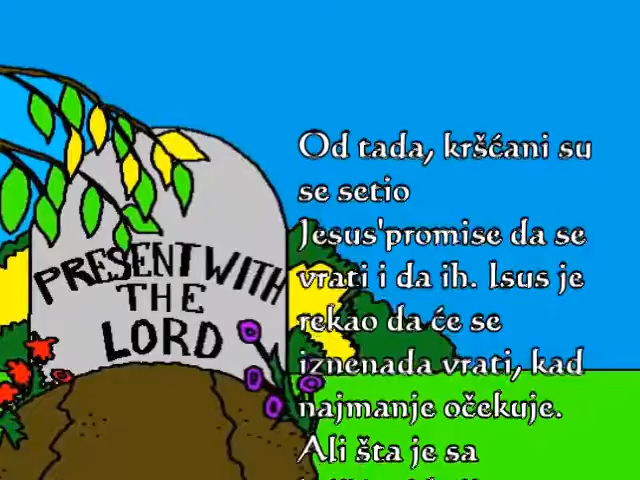 PRESENT WITH
THE
LORD
Od tada, kršćani su
se setio
Jesus'promise da se
vrati i da ih. Isus je
rekao da će se
iznenada vrati, kad
najmanje očekuje.
Ali šta je sa